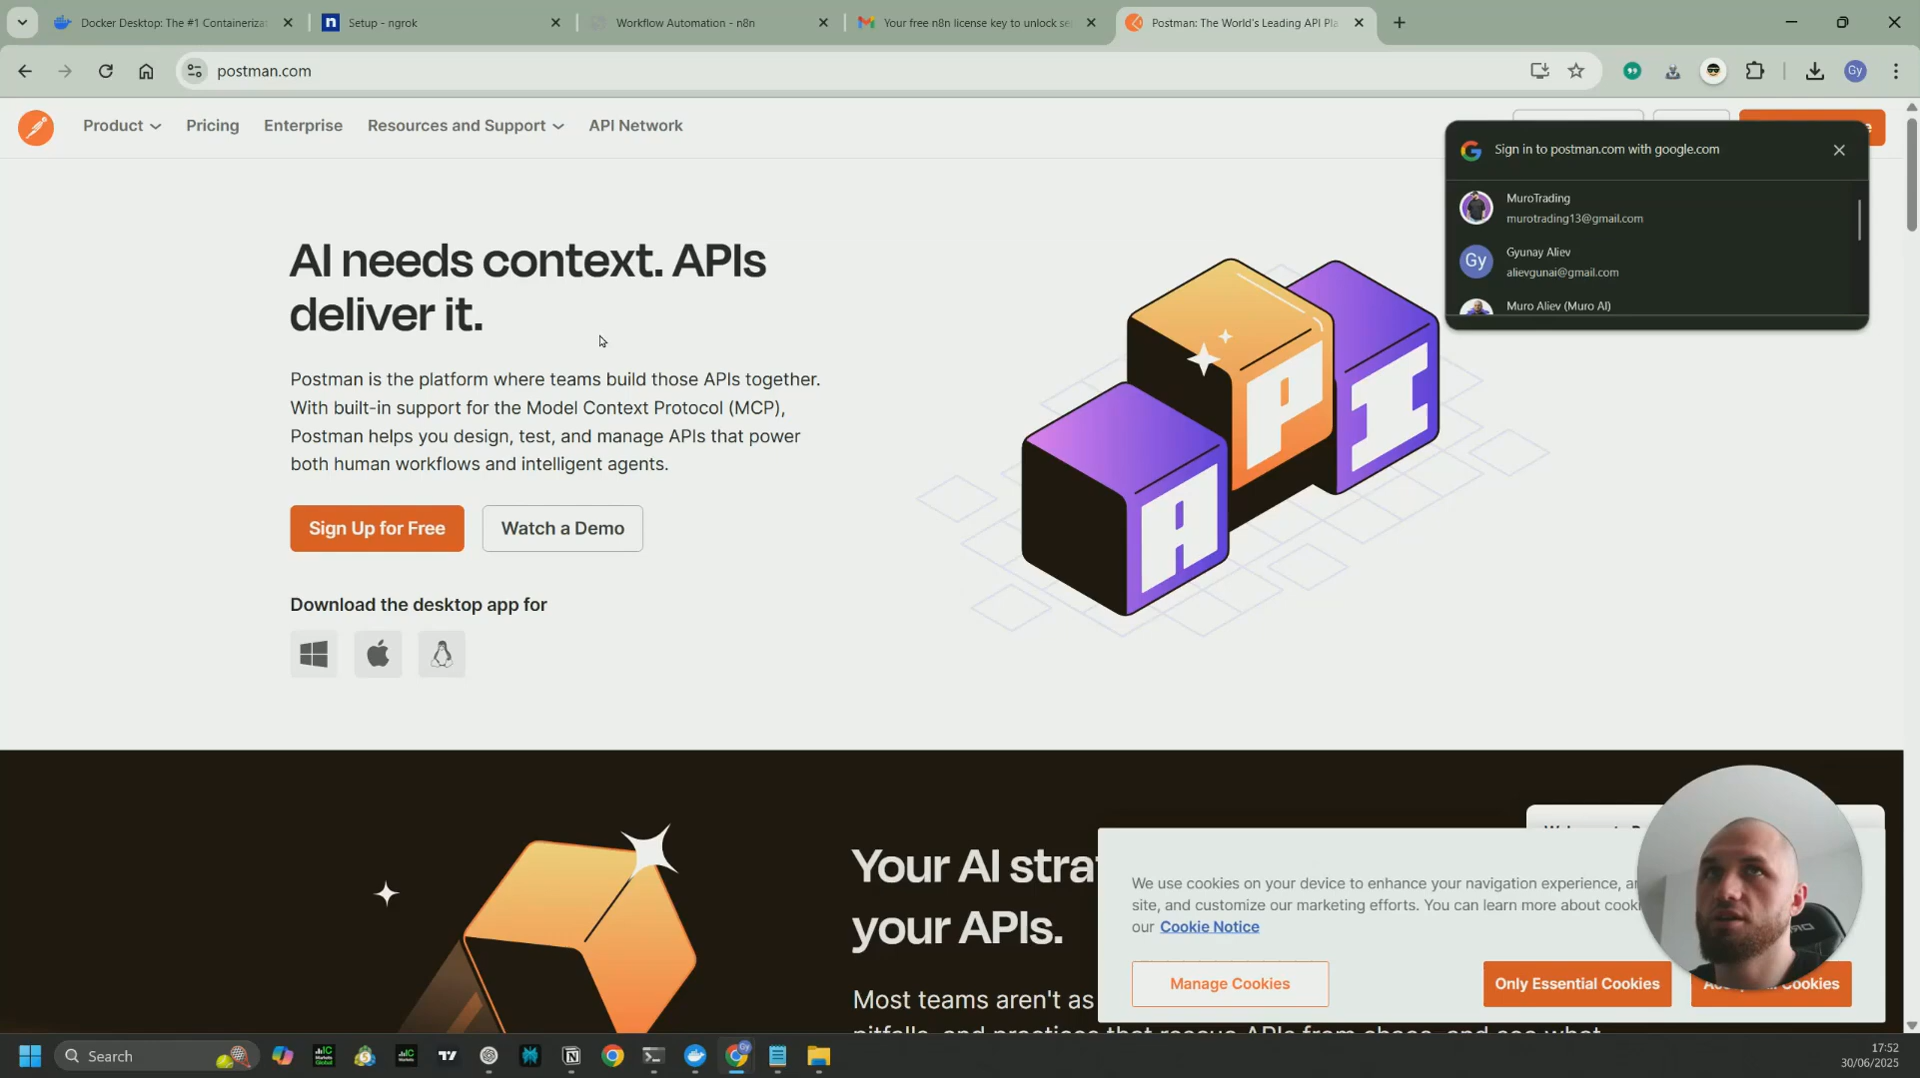 Docker Desktop: The #1 Containeriza
Setup - ngrok
Workflow Automation - n8n
Your free n8n license key to unlock se
Postman: The World's Leading API Pla
postman.com
Gy
Product
Pricing
Enterprise
Resources and Support
API Network
Sign in to postman.com with google.com
MuroTrading
murotrading13@gmail.com
Gy
Gyunay Aliev
alievgunai@gmail.com
Muro Aliev (Muro AI)
AI needs context. APIs
deliver it.
Postman is the platform where teams build those APIs together.
With built-in support for the Model Context Protocol (MCP),
Postman helps you design, test, and manage APIs that power
both human workflows and intelligent agents.
Sign Up for Free
Watch a Demo
Download the desktop app for
A
P
I
Your AI stra
your APIs.
We use cookies on your device to enhance your navigation experience, a
site, and customize our marketing efforts. You can learn more about cooki
our Cookie Notice
Manage Cookies
Only Essential Cookies
Cookies
Most teams aren't as
Search
17:52
30/06/2025